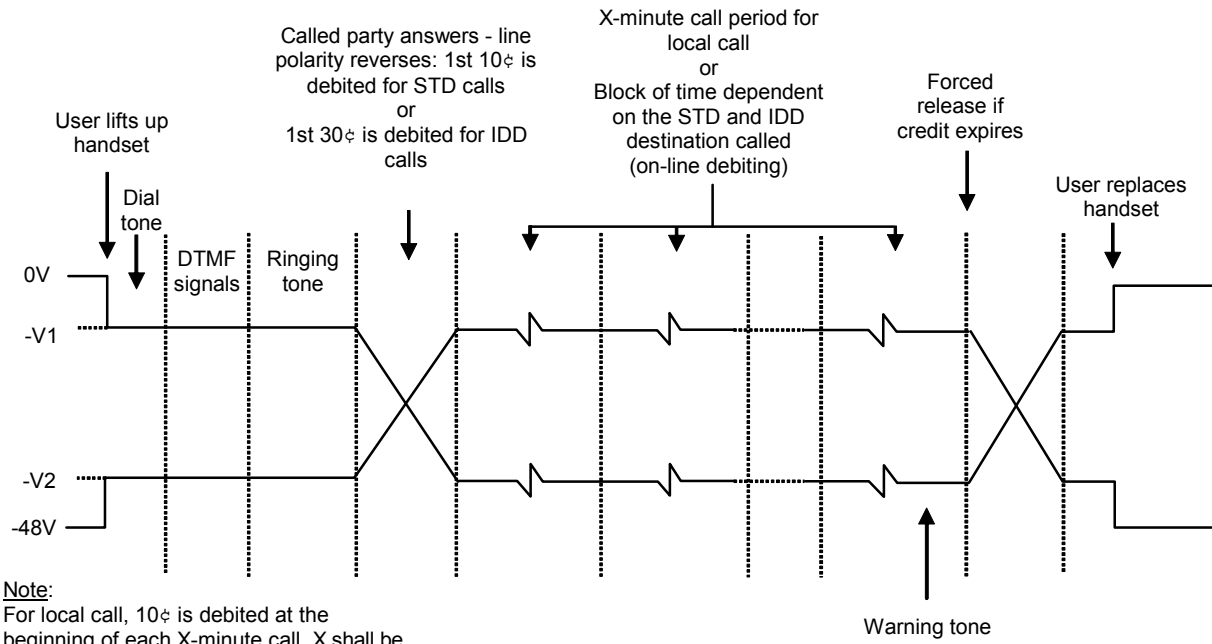 X-minute call period for
local call
or
Block of time dependent
on the STD and IDD
destination called
(on-line debiting)
Called party answers - line
polarity reverses: 1st 10¢ is
debited for STD calls
or
1st 30¢ is debited for IDD
calls
Forced
release if
credit expires
User lifts up
handset
User replaces
handset
Dial
tone
DTMF
signals
Ringing
tone
0V
-V1
-V2
-48V
Note:
For local call, 10¢ is debited at the
beginning of each X-minute call. X shall be
Warning tone